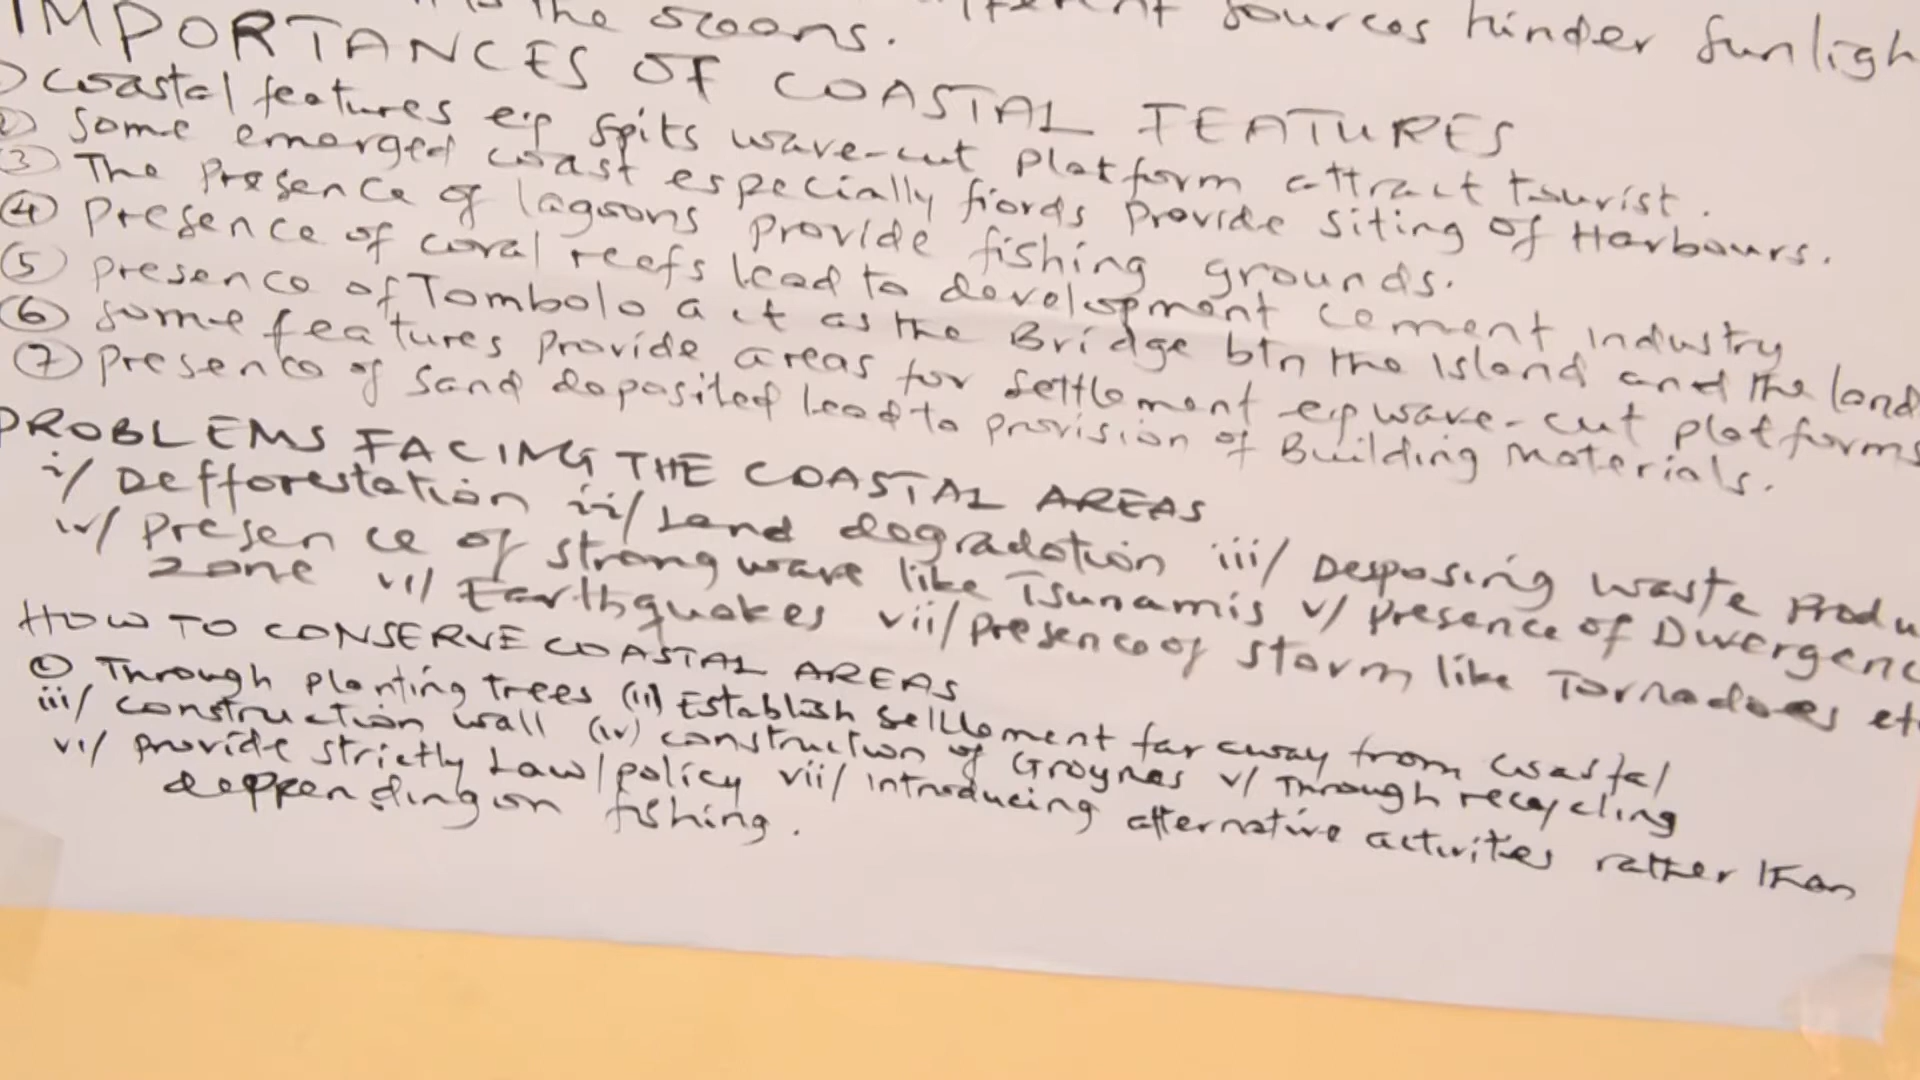 the oceons. different sources hinder sunligh
IMPORTANCES OF COASTAL FEATURES
① coastal features e.g spits wave-cut platform attract tourist.
② Some emerged coast especially fiords provide siting of Harbours.
③ The presence of lagoons provide fishing grounds.
④ presence of coral reefs lead to development cement industry
⑤ presence of Tombolo act as the Bridge btn the Island and the land
⑥ some features provide areas for settlement e.g wave-cut platforms
⑦ presence of sand deposited lead to provision of Building materials.
PROBLEMS FACING THE COASTAL AREAS
i/ Defforestation ii/ Land degradation iii/ Desposing waste produ
iv/ presence of strong wave like Tsunamis v/ presence of Divergenc
zone vi/ Earthquakes vii/ presence of storm like Tornadoes etc
HOW TO CONSERVE COASTAL AREAS
① Through planting trees (ii) Establish settlement far away from coastal
iii/ construction wall (iv) construction of Groynes v/ Through recycling
vi/ provide strictly Law/policy vii/ introducing alternative activities rather than
deppending on fishing.